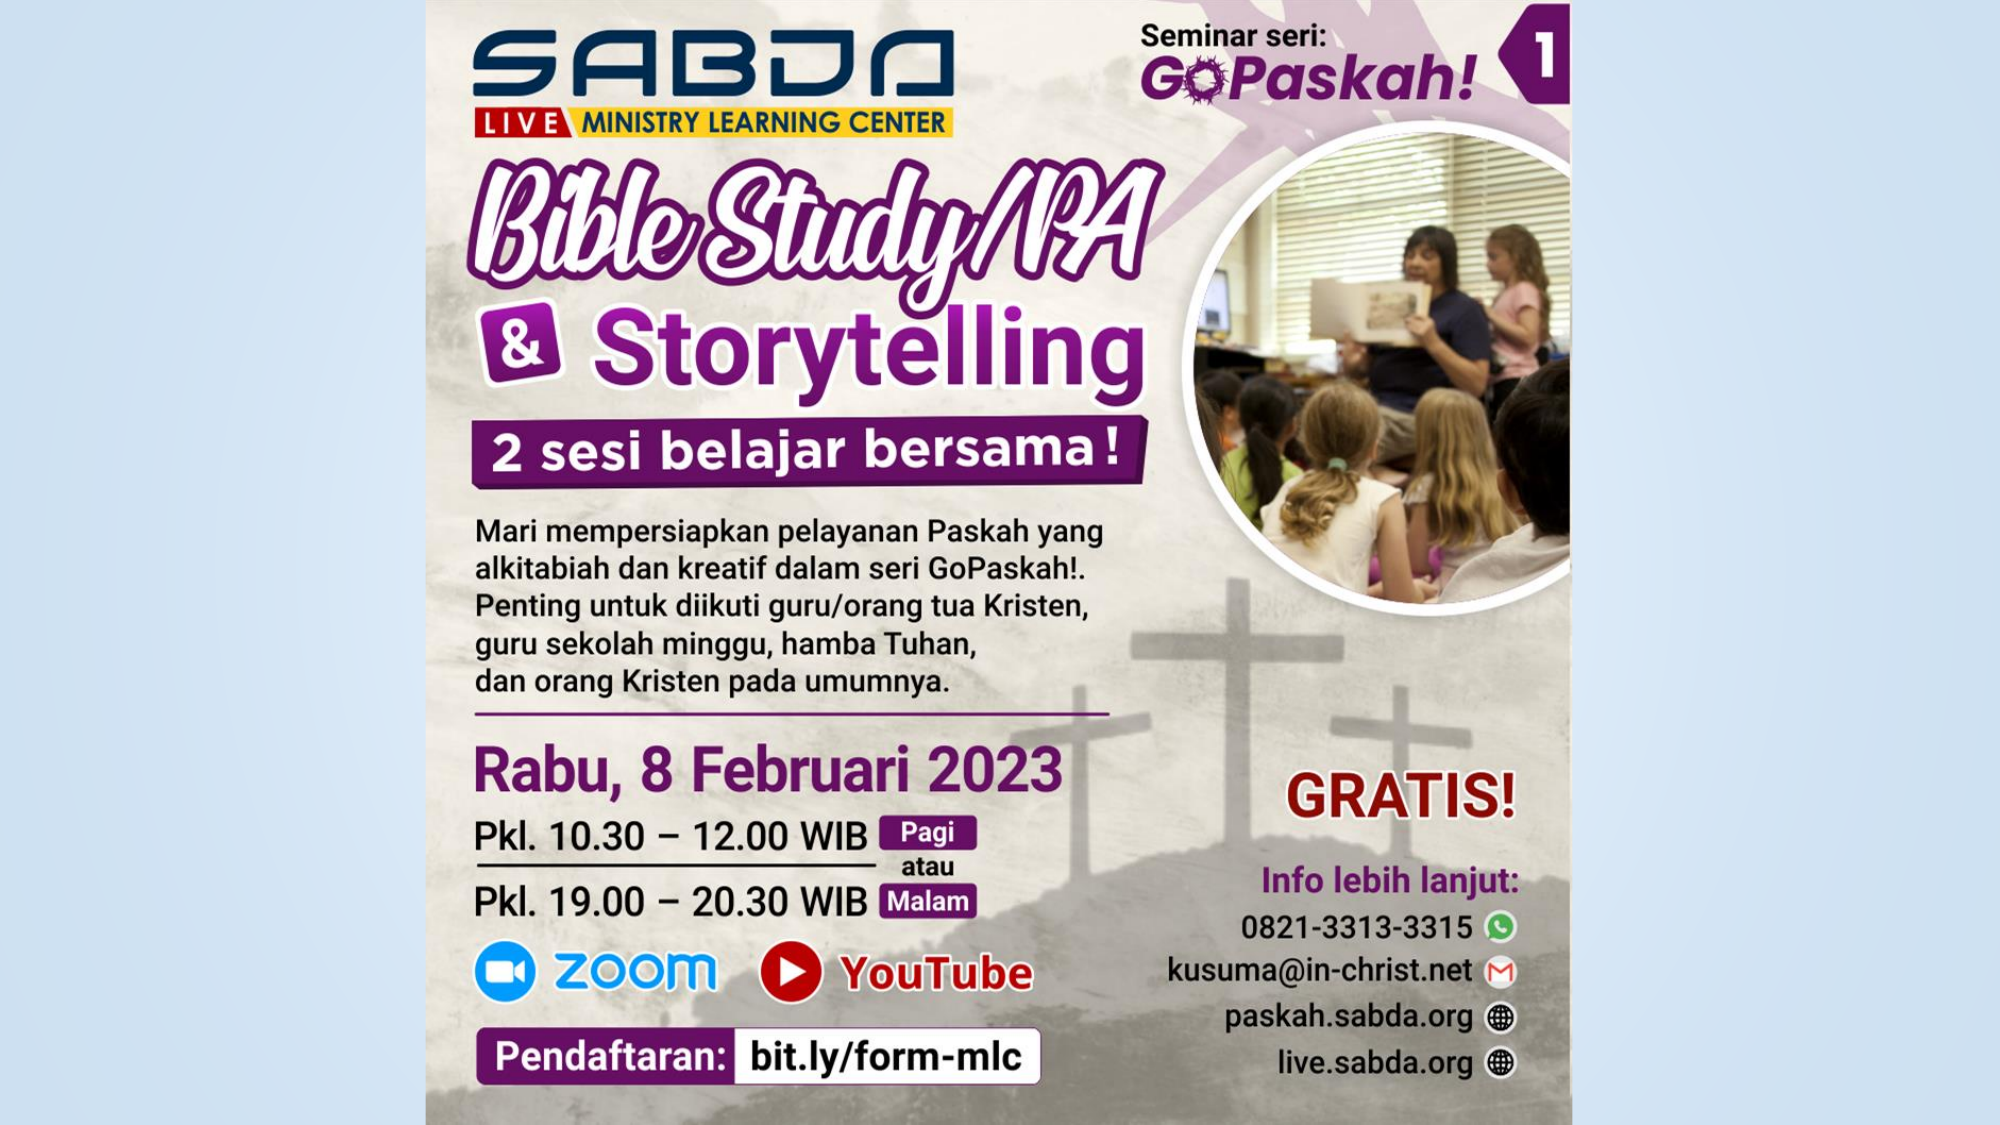 SABDA
LIVE MINISTRY LEARNING CENTER
Seminar seri:
GOPaskah!
1
Bible Study/PA
& Storytelling
2 sesi belajar bersama!
Mari mempersiapkan pelayanan Paskah yang
alkitabiah dan kreatif dalam seri GoPaskah!.
Penting untuk diikuti guru/orang tua Kristen,
guru sekolah minggu, hamba Tuhan,
dan orang Kristen pada umumnya.
Rabu, 8 Februari 2023
Pkl. 10.30 – 12.00 WIB Pagi
atau
Pkl. 19.00 – 20.30 WIB Malam
zoom
YouTube
Pendaftaran: bit.ly/form-mlc
GRATIS!
Info lebih lanjut:
0821-3313-3315
kusuma@in-christ.net
paskah.sabda.org
live.sabda.org